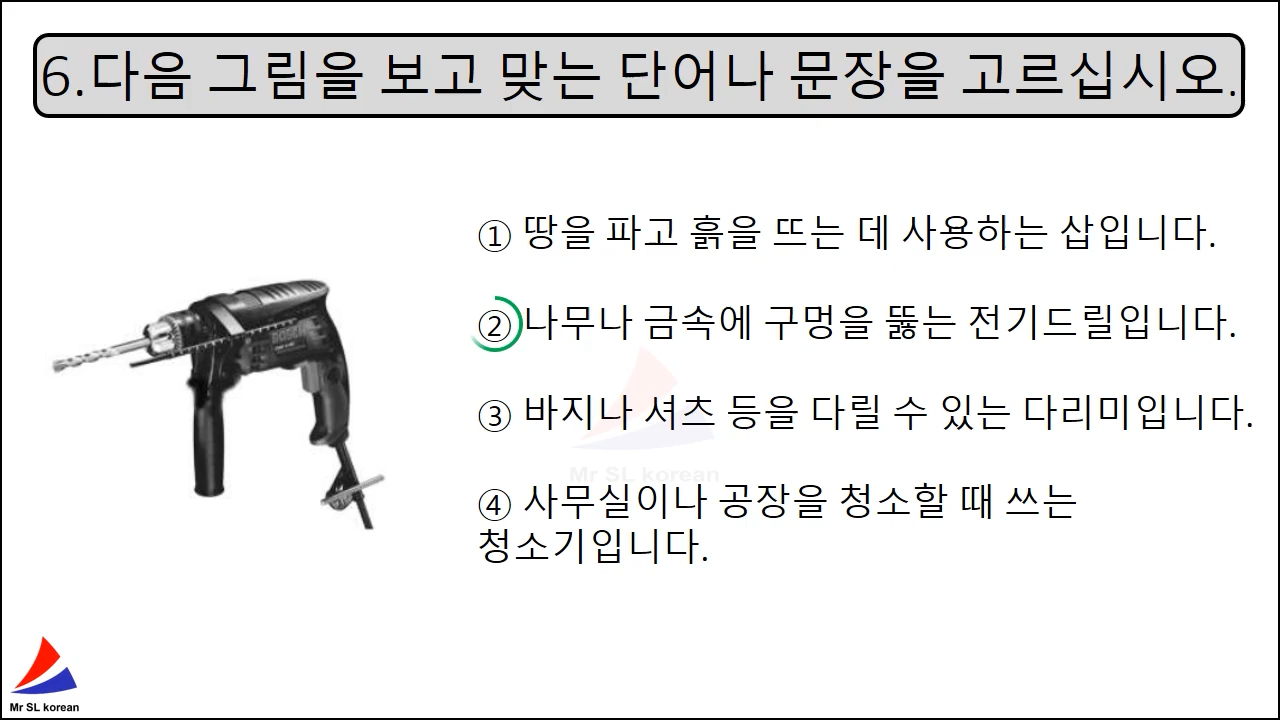 6.다음 그림을 보고 맞는 단어나 문장을 고르십시오.
① 땅을 파고 흙을 뜨는 데 사용하는 삽입니다.
② 나무나 금속에 구멍을 뚫는 전기드릴입니다.
③ 바지나 셔츠 등을 다릴 수 있는 다리미입니다.
Mr SL korean
④ 사무실이나 공장을 청소할 때 쓰는
청소기입니다.
Mr SL korean